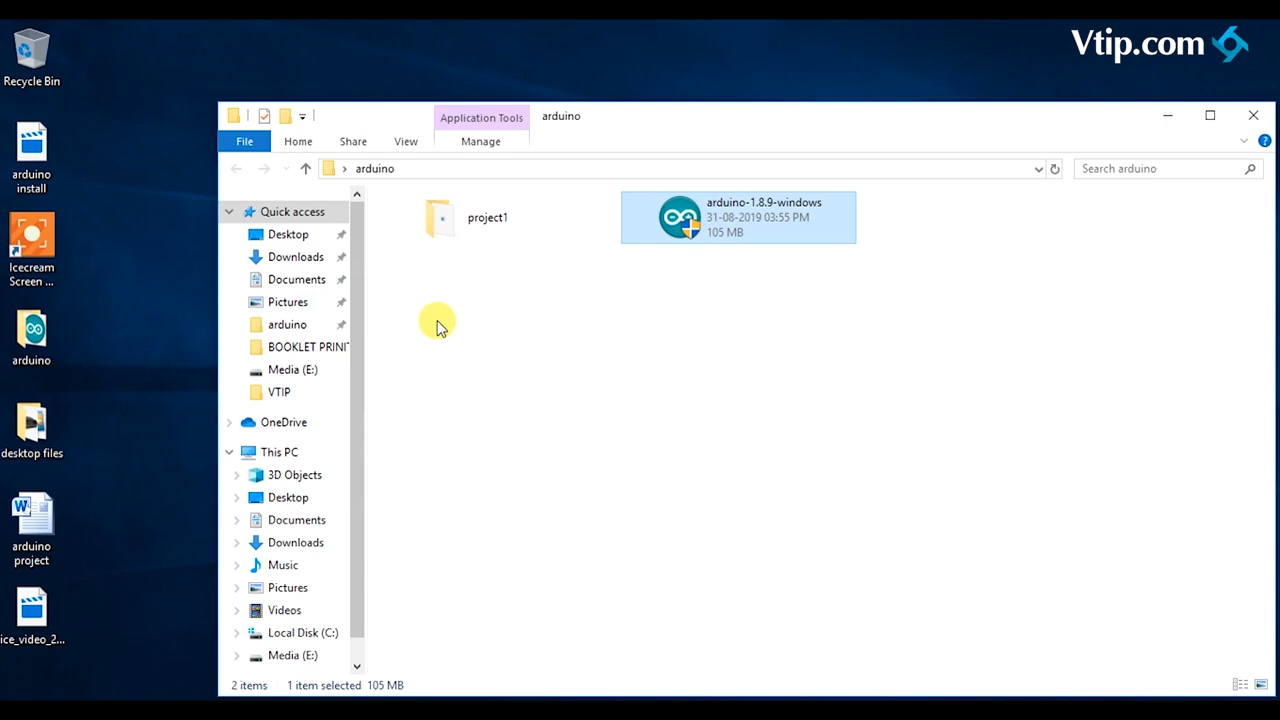 Vtip.com
Recycle Bin
arduino
install
Icecream
Screen ...
arduino
desktop files
arduino
project
ice_video_2...
Application Tools
arduino
File
Home
Share
View
Manage
arduino
Search arduino
Quick access
Desktop
Downloads
Documents
Pictures
arduino
BOOKLET PRINIT
Media (E:)
VTIP
OneDrive
This PC
3D Objects
Desktop
Documents
Downloads
Music
Pictures
Videos
Local Disk (C:)
Media (E:)
project1
arduino-1.8.9-windows
31-08-2019 03:55 PM
105 MB
2 items
1 item selected 105 MB